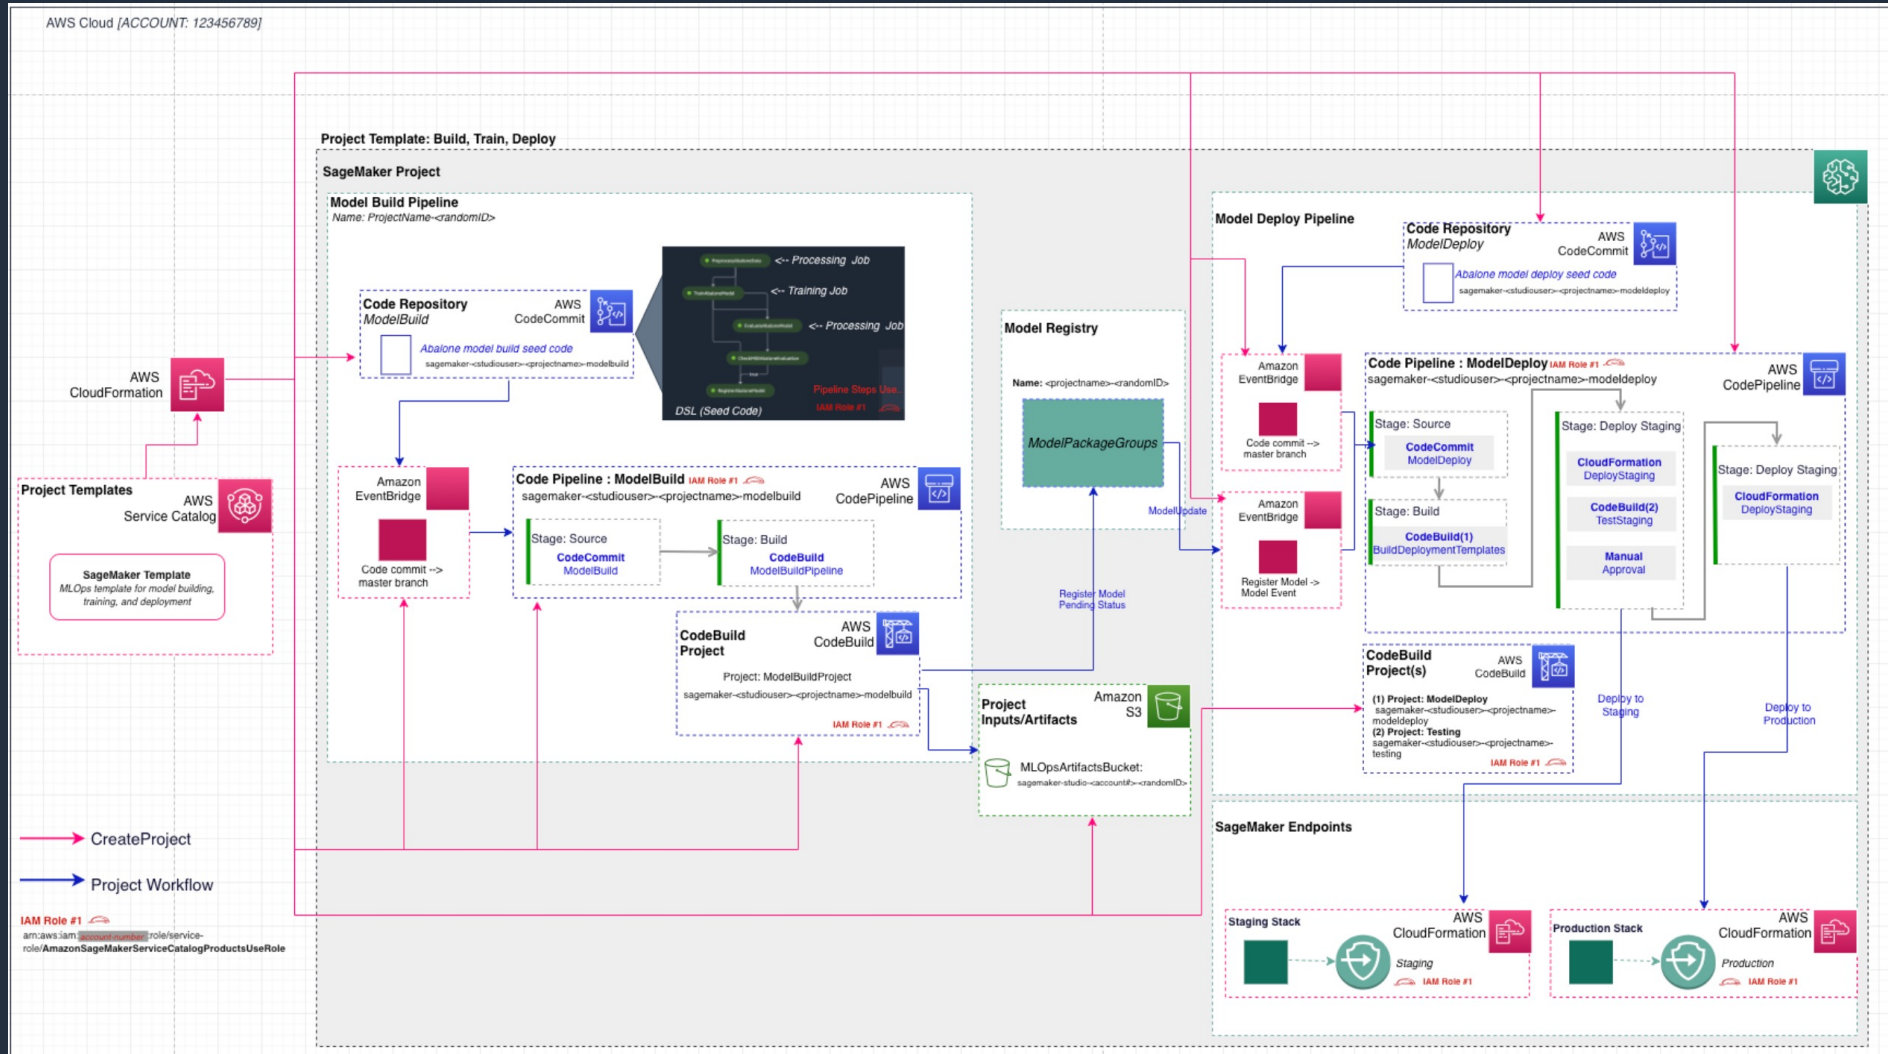 AWS Cloud [ACCOUNT: 123456789]
Project Template: Build, Train, Deploy
SageMaker Project
Model Build Pipeline
Name: ProjectName-<randomID>
Code Repository
ModelBuild
AWS
CodeCommit
Abalone model build seed code
sagemaker-<studiouser>-<projectname>-modelbuild
<-- Processing Job
<-- Training Job
<-- Processing Job
Pipeline Steps Use...
IAM Role #1
DSL (Seed Code)
AWS
CloudFormation
Project Templates
AWS
Service Catalog
SageMaker Template
MLOps template for model building,
training, and deployment
Amazon
EventBridge
Code commit -->
master branch
Code Pipeline : ModelBuild IAM Role #1
sagemaker-<studiouser>-<projectname>-modelbuild
AWS
CodePipeline
Stage: Source
CodeCommit
ModelBuild
Stage: Build
CodeBuild
ModelBuildPipeline
CodeBuild
Project
AWS
CodeBuild
Project: ModelBuildProject
sagemaker-<studiouser>-<projectname>-modelbuild
IAM Role #1
Model Registry
Name: <projectname>-<randomID>
ModelPackageGroups
ModelUpdate
Register Model
Pending Status
Project
Inputs/Artifacts
Amazon
S3
MLOpsArtifactsBucket:
sagemaker-studio-<account#>-<randomID>
Model Deploy Pipeline
Code Repository
ModelDeploy
AWS
CodeCommit
Abalone model deploy seed code
sagemaker-<studiouser>-<projectname>-modeldeploy
Amazon
EventBridge
Code commit -->
master branch
Amazon
EventBridge
Register Model ->
Model Event
Code Pipeline : ModelDeploy IAM Role #1
sagemaker-<studiouser>-<projectname>-modeldeploy
AWS
CodePipeline
Stage: Source
CodeCommit
ModelDeploy
Stage: Build
CodeBuild(1)
BuildDeploymentTemplates
Stage: Deploy Staging
CloudFormation
DeployStaging
CodeBuild(2)
TestStaging
Manual
Approval
Stage: Deploy Staging
CloudFormation
DeployStaging
CodeBuild
Project(s)
AWS
CodeBuild
(1) Project: ModelDeploy
sagemaker-<studiouser>-<projectname>-
modeldeploy
(2) Project: Testing
sagemaker-<studiouser>-<projectname>-
testing
IAM Role #1
Deploy to
Staging
Deploy to
Production
SageMaker Endpoints
Staging Stack
AWS
CloudFormation
Staging
IAM Role #1
Production Stack
AWS
CloudFormation
Production
IAM Role #1
CreateProject
Project Workflow
IAM Role #1
arn:aws:iam:account-number:role/service-
role/AmazonSageMakerServiceCatalogProductsUseRole